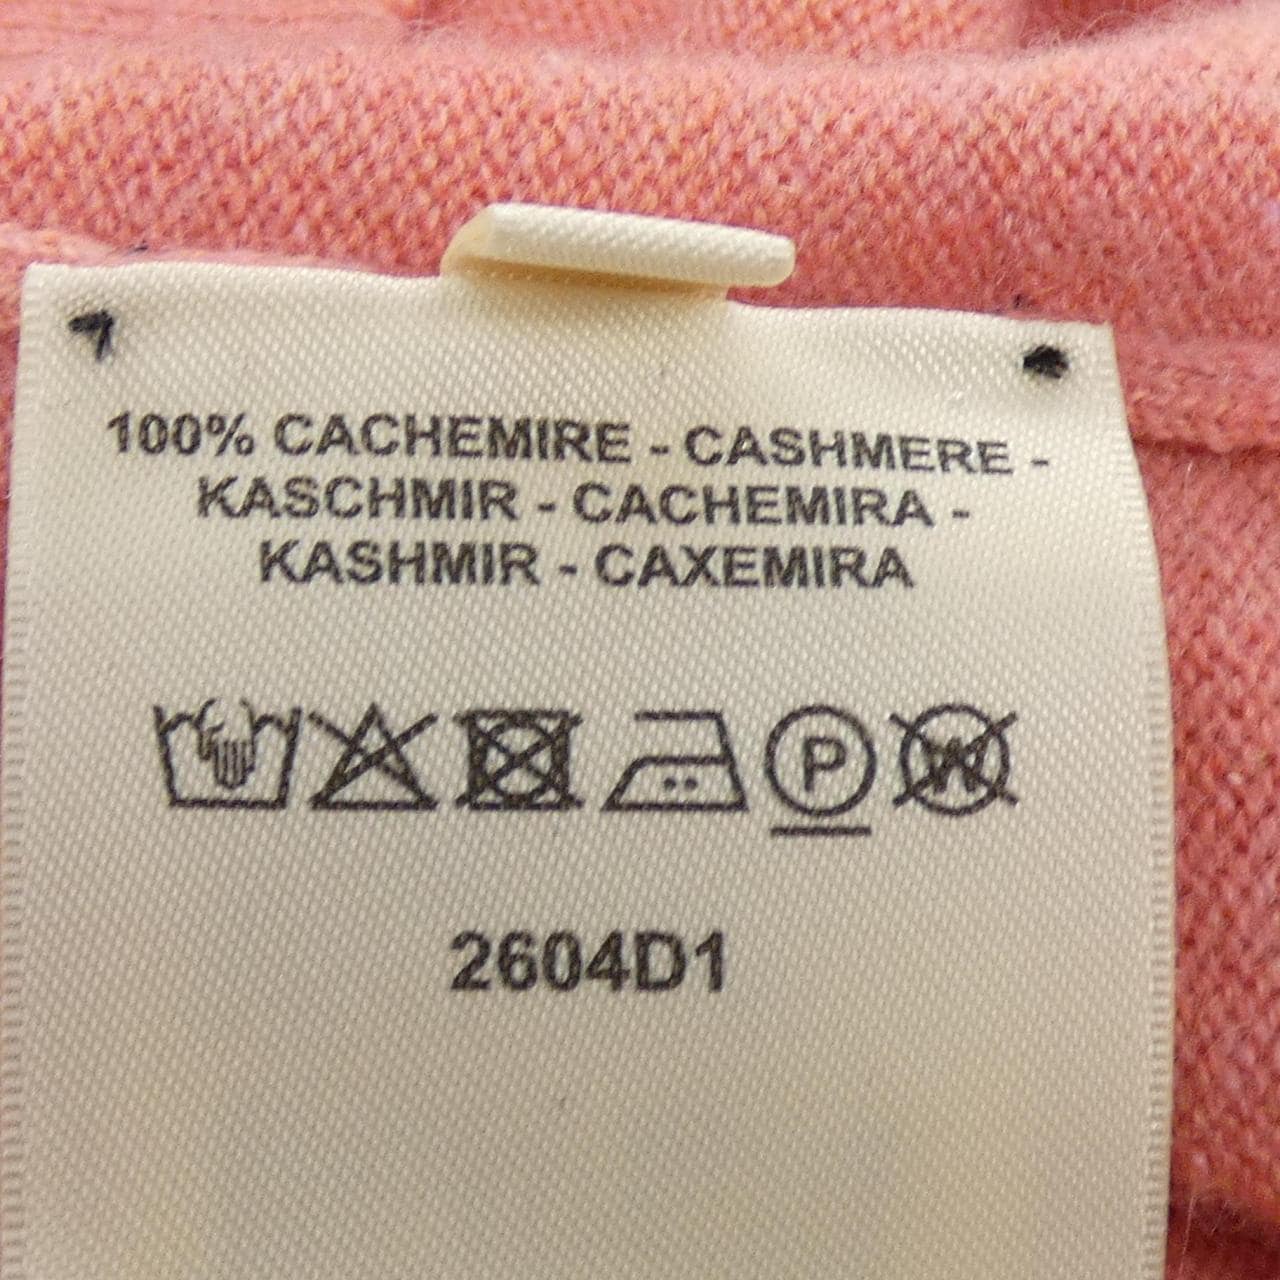 100% CACHEMIRE - CASHMERE -
KASCHMIR - CACHEMIRA -
KASHMIR - CAXEMIRA
P W
2604D1